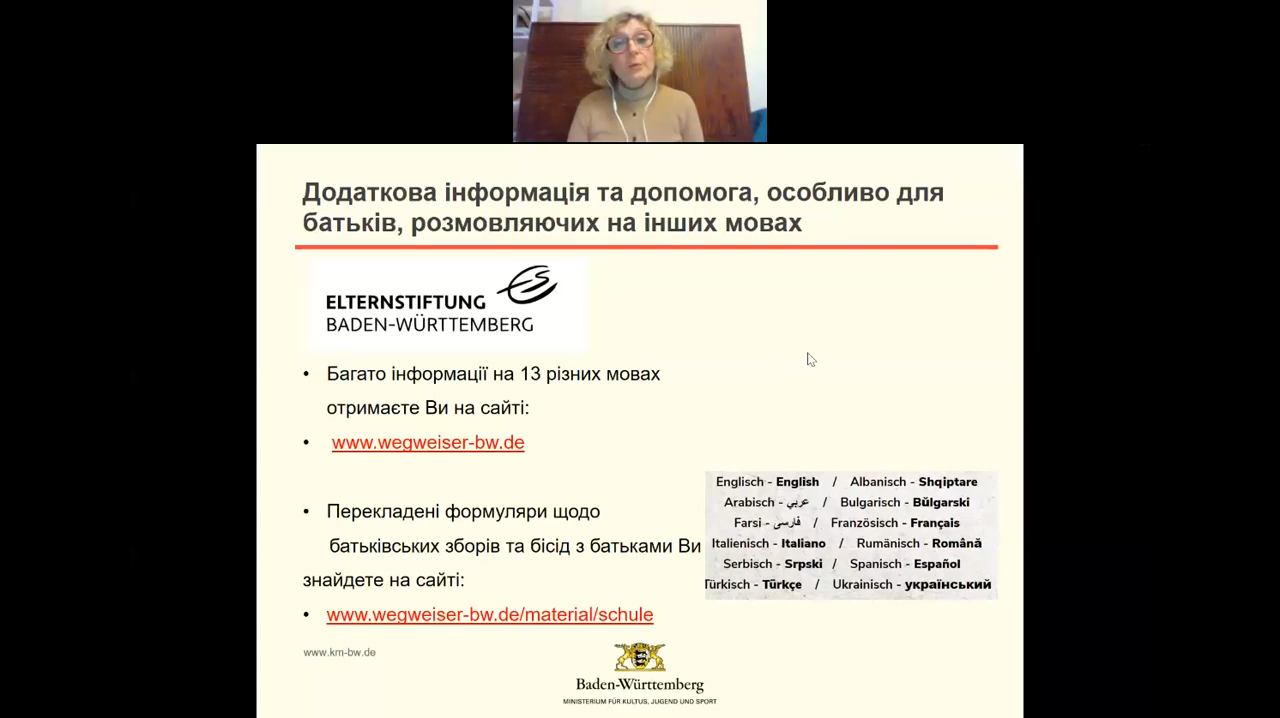 Додаткова інформація та допомога, особливо для
батьків, розмовляючих на інших мовах
ELTERNSTIFTUNG
BADEN-WÜRTTEMBERG
• Багато інформації на 13 різних мовах
отримаєте Ви на сайті:
• www.wegweiser-bw.de
• Перекладені формуляри щодо
батьківських зборів та бісід з батьками Ви
знайдете на сайті:
• www.wegweiser-bw.de/material/schule
Englisch - English / Albanisch - Shqiptare
Arabisch - عربي / Bulgarisch - Bŭlgarski
Farsi - فارسی / Französisch - Français
Italienisch - Italiano / Rumänisch - Română
Serbisch - Srpski / Spanisch - Español
Türkisch - Türkçe / Ukrainisch - український
www.km-bw.de
Baden-Württemberg
MINISTERIUM FÜR KULTUS, JUGEND UND SPORT